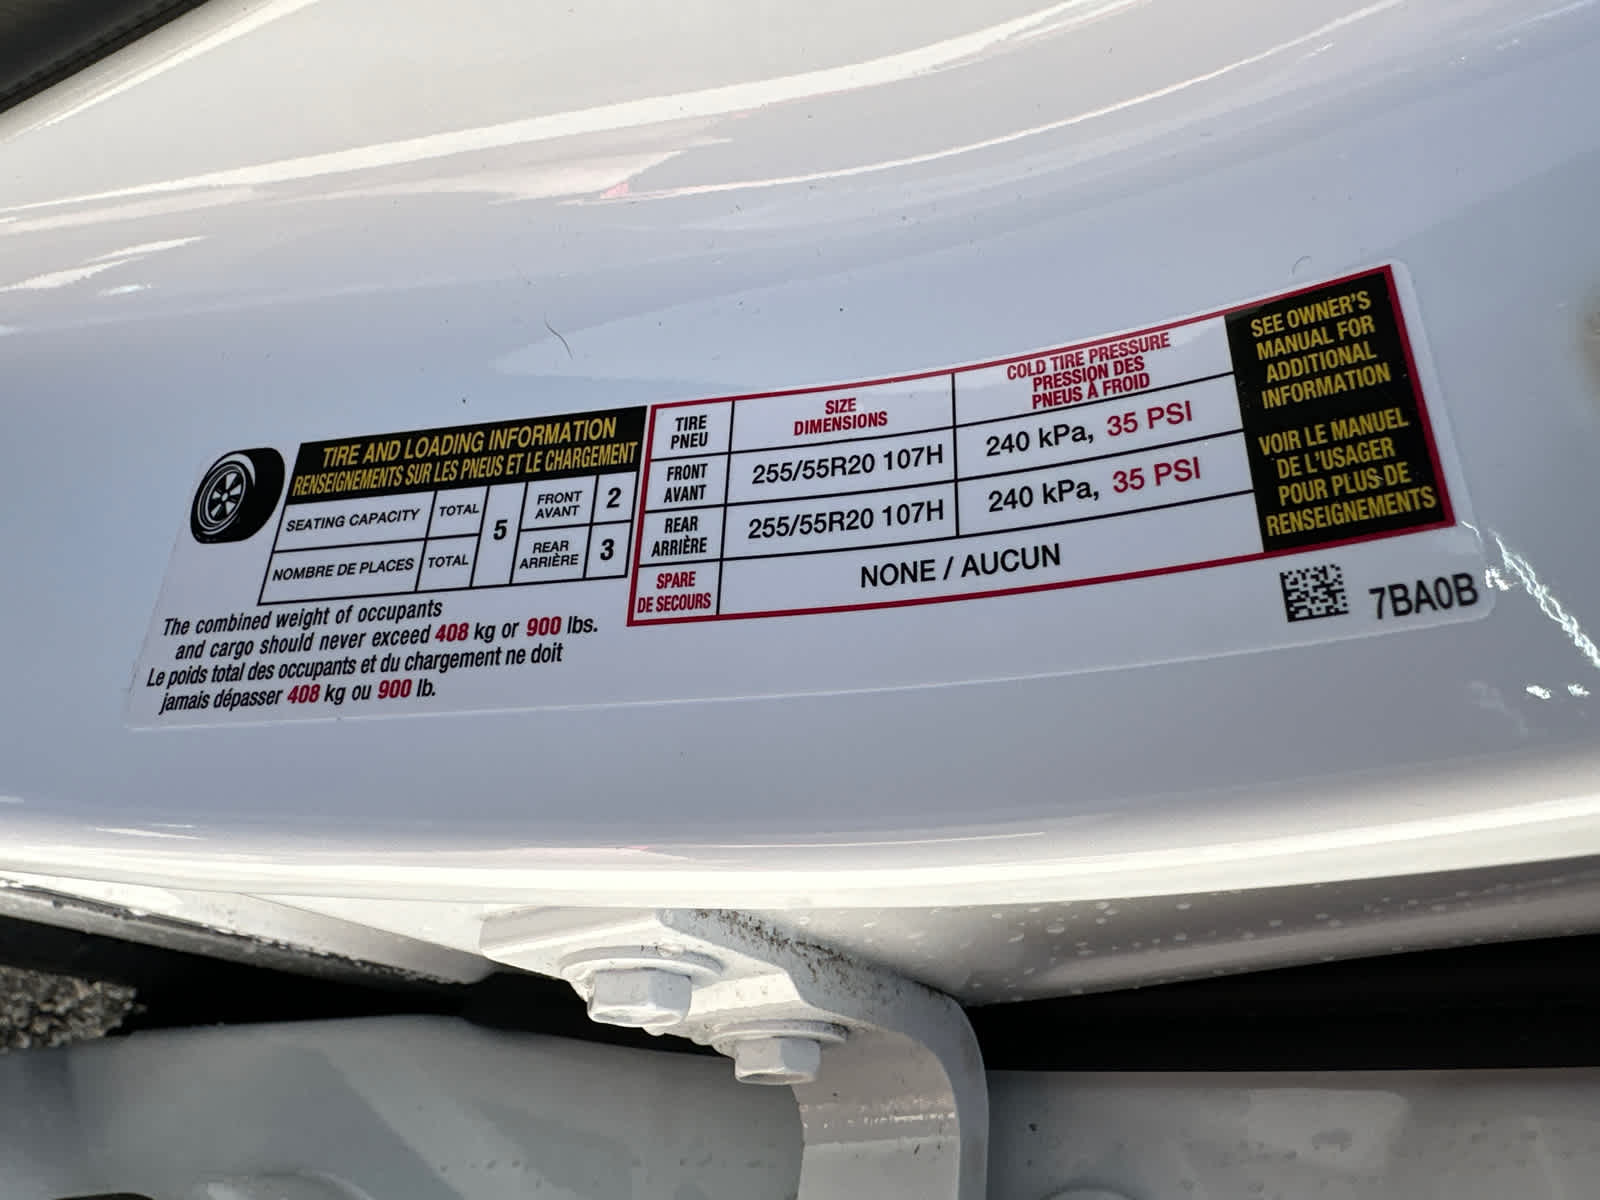 TIRE AND LOADING INFORMATION
RENSEIGNEMENTS SUR LES PNEUS ET LE CHARGEMENT
SEATING CAPACITY TOTAL 5 FRONT AVANT 2
NOMBRE DE PLACES TOTAL REAR ARRIÈRE 3
The combined weight of occupants
and cargo should never exceed 408 kg or 900 lbs.
Le poids total des occupants et du chargement ne doit
jamais dépasser 408 kg ou 900 lb.
TIRE PNEU
SIZE DIMENSIONS
COLD TIRE PRESSURE
PRESSION DES
PNEUS À FROID
FRONT AVANT 255/55R20 107H 240 kPa, 35 PSI
REAR ARRIÈRE 255/55R20 107H 240 kPa, 35 PSI
SPARE DE SECOURS NONE / AUCUN
SEE OWNER'S
MANUAL FOR
ADDITIONAL
INFORMATION
VOIR LE MANUEL
DE L'USAGER
POUR PLUS DE
RENSEIGNEMENTS
7BA0B